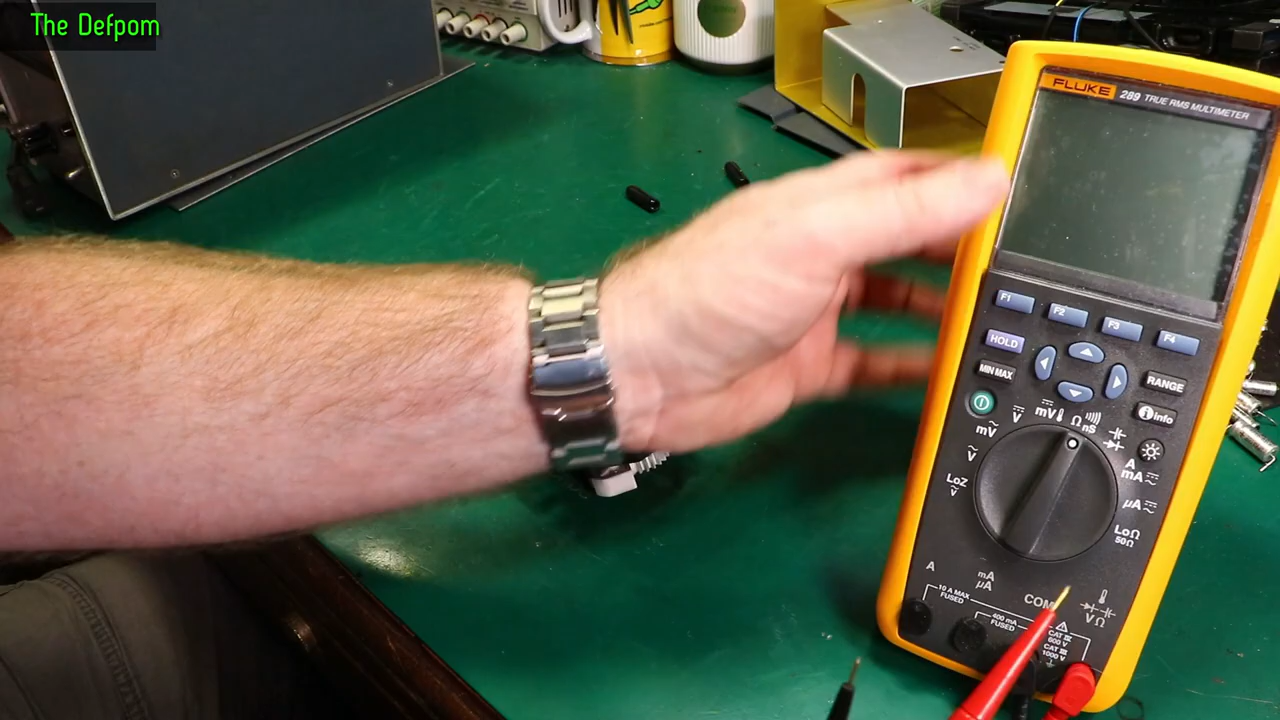 The Defpom
FLUKE 289 TRUE RMS MULTIMETER
F1 F2 F3 F4
HOLD
MIN MAX
RANGE
i info
mV
V
mV
Ω
nS
V
LoZ
V
A
mA
μA
LoΩ
50Ω
A
mA
μA
COM
VΩ
10 A MAX
FUSED
400 mA
FUSED
CAT IV
600 V
CAT III
1000 V